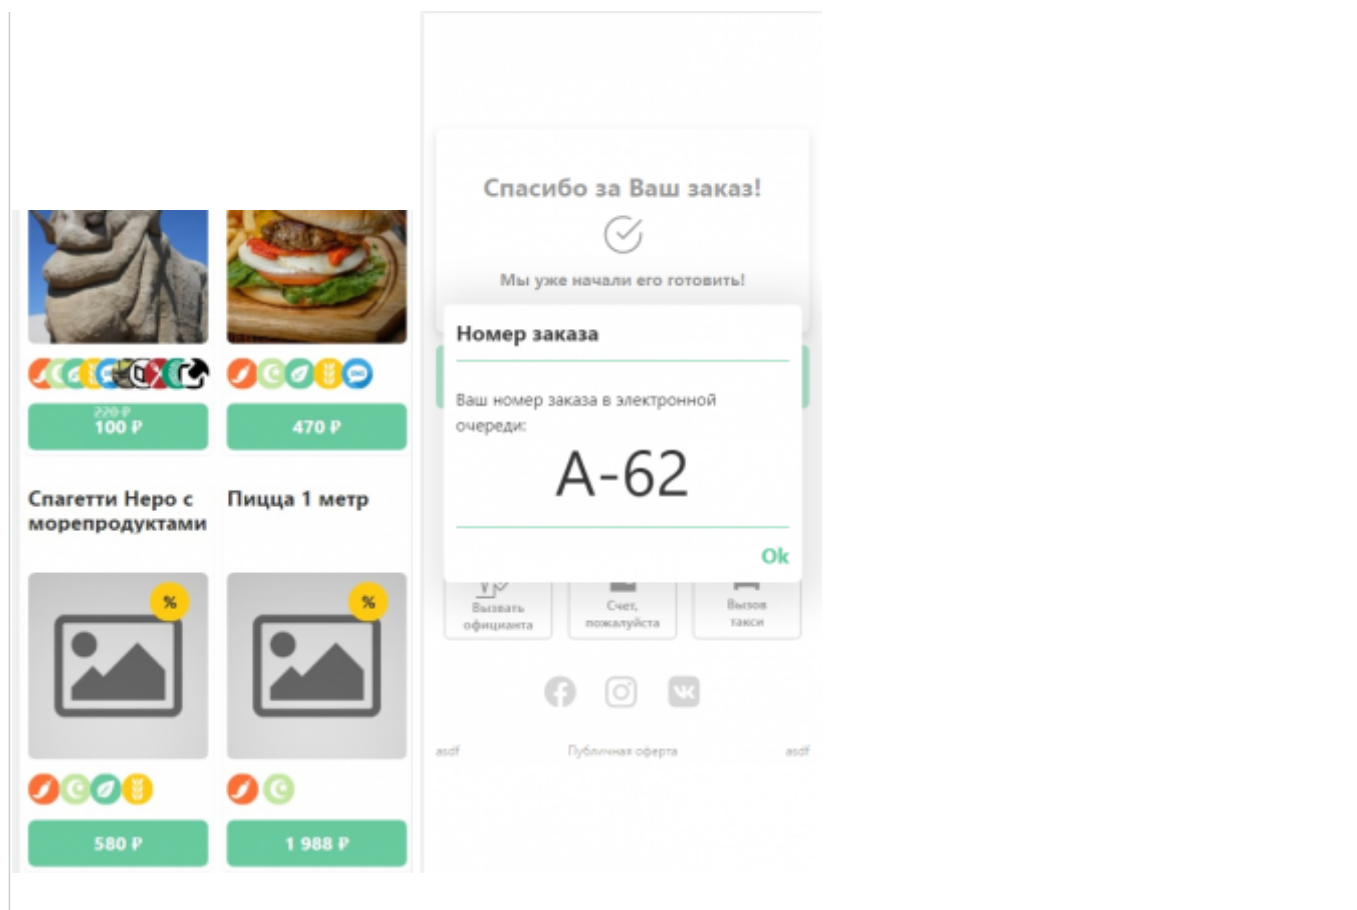 220 ₽
100 ₽
470 ₽
Спагетти Неро с
морепродуктами
Пицца 1 метр
%
%
580 ₽
1 988 ₽
Спасибо за Ваш заказ!
Мы уже начали его готовить!
Номер заказа
Ваш номер заказа в электронной
очереди:
A-62
Ok
Вызвать
официанта
Счет,
пожалуйста
Вызов
такси
asdf
Публичная оферта
asdf